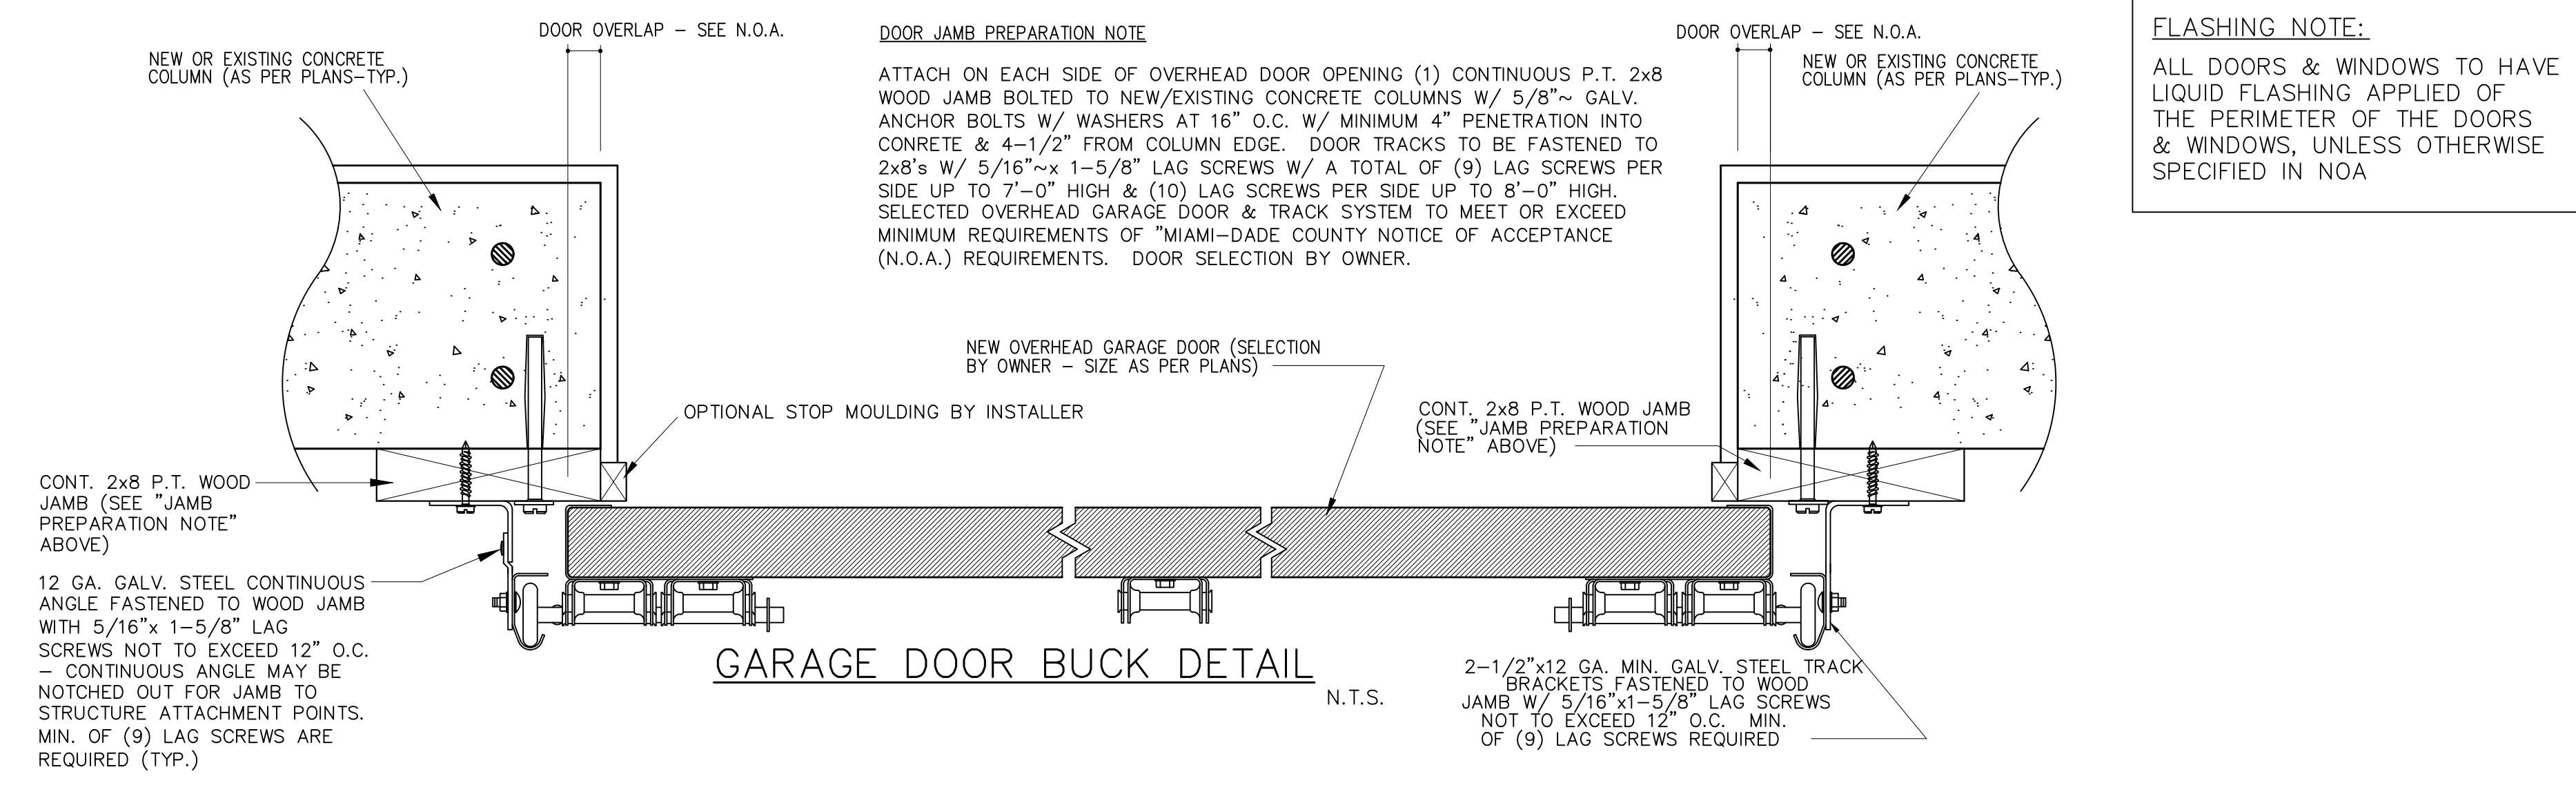 DOOR OVERLAP – SEE N.O.A.
NEW OR EXISTING CONCRETE
COLUMN (AS PER PLANS-TYP.)
DOOR JAMB PREPARATION NOTE
ATTACH ON EACH SIDE OF OVERHEAD DOOR OPENING (1) CONTINUOUS P.T. 2x8
WOOD JAMB BOLTED TO NEW/EXISTING CONCRETE COLUMNS W/ 5/8"~ GALV.
ANCHOR BOLTS W/ WASHERS AT 16" O.C. W/ MINIMUM 4" PENETRATION INTO
CONRETE & 4-1/2" FROM COLUMN EDGE. DOOR TRACKS TO BE FASTENED TO
2x8's W/ 5/16"~x 1-5/8" LAG SCREWS W/ A TOTAL OF (9) LAG SCREWS PER
SIDE UP TO 7'-0" HIGH & (10) LAG SCREWS PER SIDE UP TO 8'-0" HIGH.
SELECTED OVERHEAD GARAGE DOOR & TRACK SYSTEM TO MEET OR EXCEED
MINIMUM REQUIREMENTS OF "MIAMI-DADE COUNTY NOTICE OF ACCEPTANCE
(N.O.A.) REQUIREMENTS. DOOR SELECTION BY OWNER.
DOOR OVERLAP – SEE N.O.A.
NEW OR EXISTING CONCRETE
COLUMN (AS PER PLANS-TYP.)
FLASHING NOTE:
ALL DOORS & WINDOWS TO HAVE
LIQUID FLASHING APPLIED OF
THE PERIMETER OF THE DOORS
& WINDOWS, UNLESS OTHERWISE
SPECIFIED IN NOA
NEW OVERHEAD GARAGE DOOR (SELECTION
BY OWNER – SIZE AS PER PLANS)
OPTIONAL STOP MOULDING BY INSTALLER
CONT. 2x8 P.T. WOOD JAMB
(SEE "JAMB PREPARATION
NOTE" ABOVE)
CONT. 2x8 P.T. WOOD
JAMB (SEE "JAMB
PREPARATION NOTE"
ABOVE)
12 GA. GALV. STEEL CONTINUOUS
ANGLE FASTENED TO WOOD JAMB
WITH 5/16"x 1-5/8" LAG
SCREWS NOT TO EXCEED 12" O.C.
– CONTINUOUS ANGLE MAY BE
NOTCHED OUT FOR JAMB TO
STRUCTURE ATTACHMENT POINTS.
MIN. OF (9) LAG SCREWS ARE
REQUIRED (TYP.)
GARAGE DOOR BUCK DETAIL
N.T.S.
2-1/2"x12 GA. MIN. GALV. STEEL TRACK
BRACKETS FASTENED TO WOOD
JAMB W/ 5/16"x1-5/8" LAG SCREWS
NOT TO EXCEED 12" O.C. MIN.
OF (9) LAG SCREWS REQUIRED